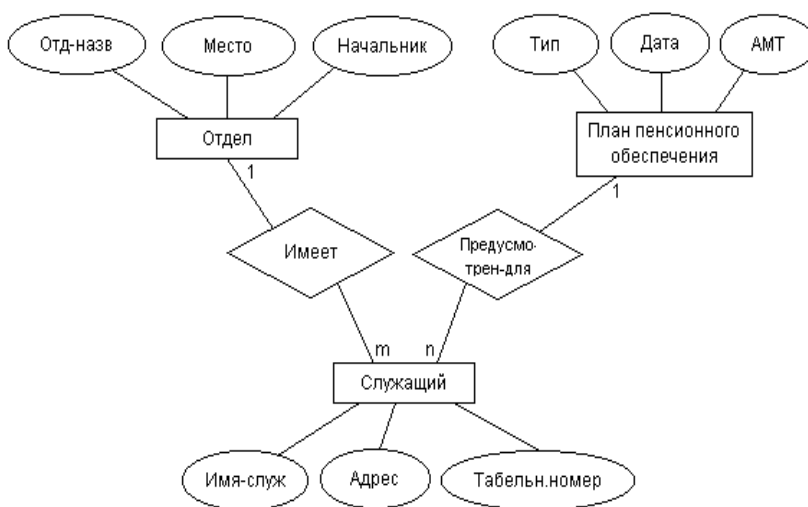 Отд-назв
Место
Начальник
Тип
Дата
АМТ
Отдел
План пенсионного
обеспечения
1
1
Имеет
Предусмо-
трен-для
m
n
Служащий
Имя-служ
Адрес
Табельн.номер